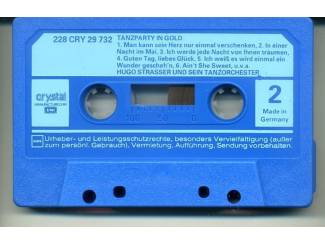 228 CRY 29 732
TANZPARTY IN GOLD
1. Man kann sein Herz nur einmal verschenken, 2. In einer
Nacht im Mai, 3. Ich werde jede Nacht von Ihnen träumen,
4. Guten Tag, liebes Glück, 5. Ich weiß es wird einmal ein
Wunder gescheh'n, 6. Ain't She Sweet, u.v.a.
HUGO STRASSER UND SEIN TANZORCHESTER
crystal
2
Made in
Germany
100 50 0
Urheber- und Leistungsschutzrechte, besonders Vervielfältigung (außer
zum persönl. Gebrauch), Vermietung, Aufführung, Sendung vorbehalten.